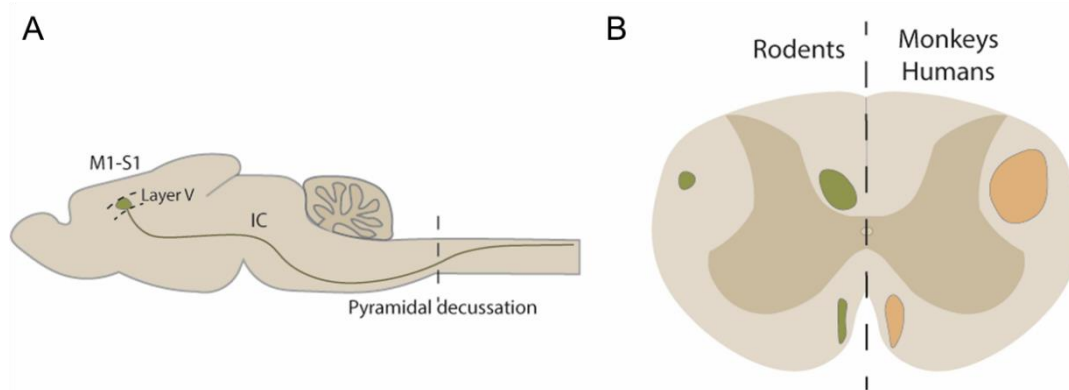 A
M1-S1
Layer V
IC
Pyramidal decussation
B
Rodents
Monkeys
Humans